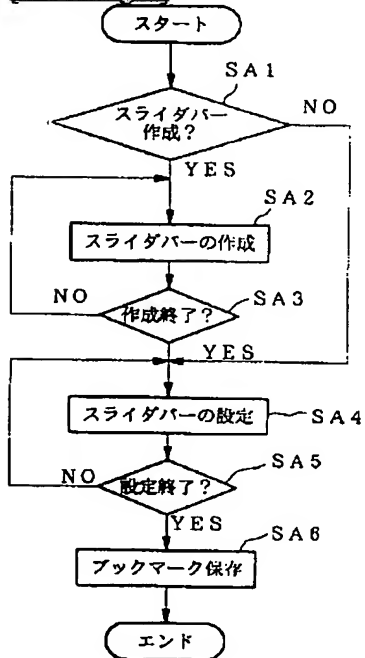 スタート
SA1
スライダバー
作成?
NO
YES
SA2
スライダバーの作成
NO
作成終了?
SA3
YES
スライダバーの設定
SA4
NO
設定終了?
SA5
YES
ブックマーク保存
SA6
エンド